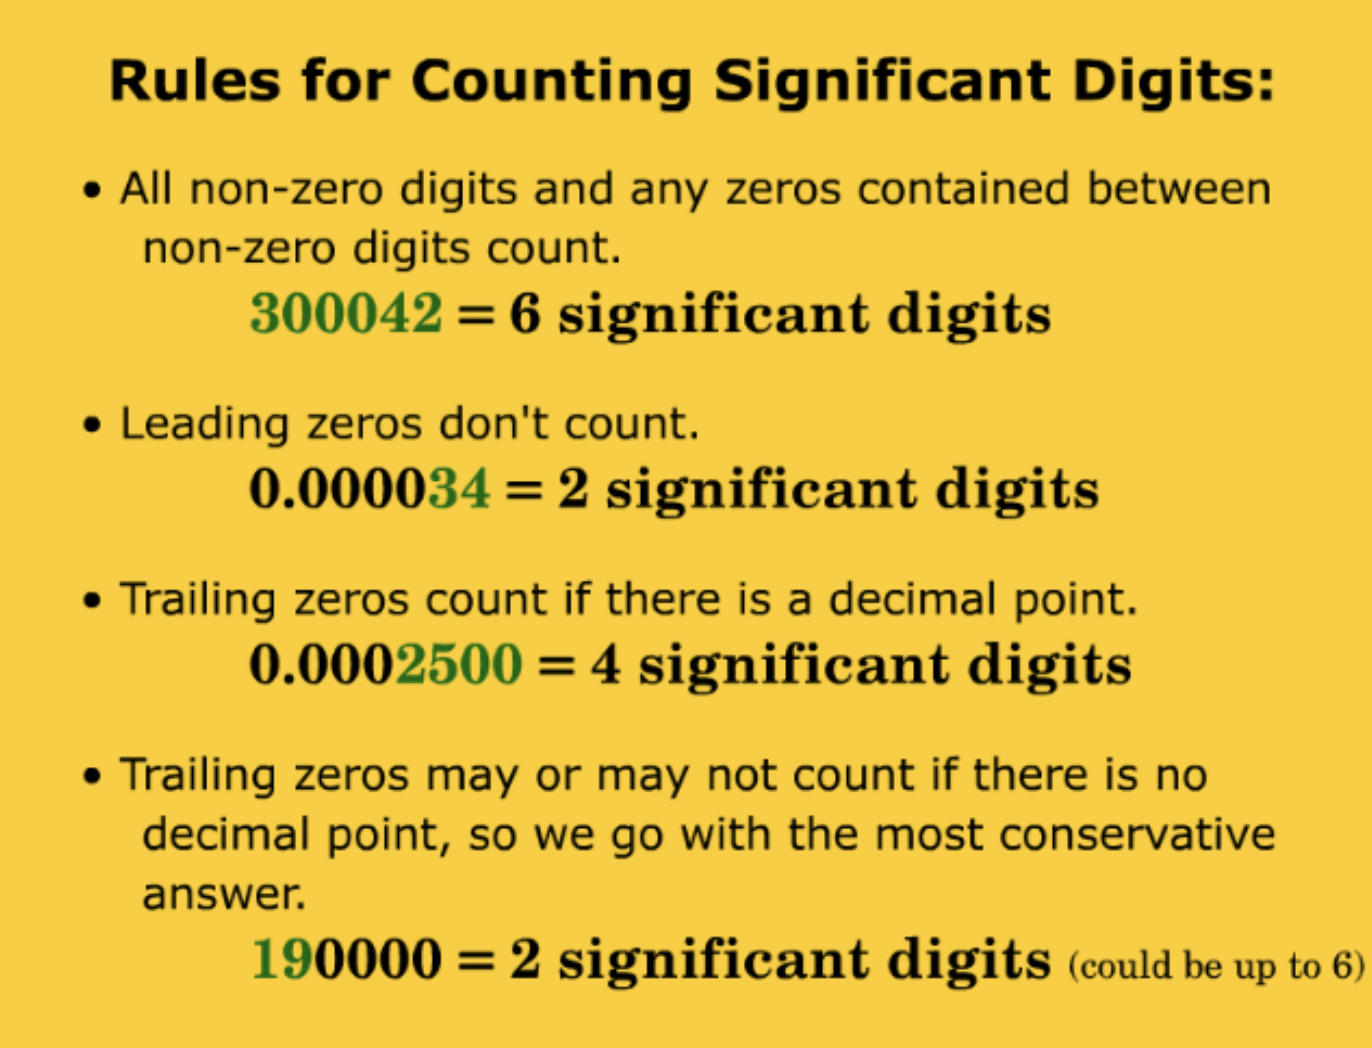 Rules for Counting Significant Digits:
• All non-zero digits and any zeros contained between
non-zero digits count.
300042 = 6 significant digits
• Leading zeros don't count.
0.000034 = 2 significant digits
• Trailing zeros count if there is a decimal point.
0.0002500 = 4 significant digits
• Trailing zeros may or may not count if there is no
decimal point, so we go with the most conservative
answer.
190000 = 2 significant digits (could be up to 6)